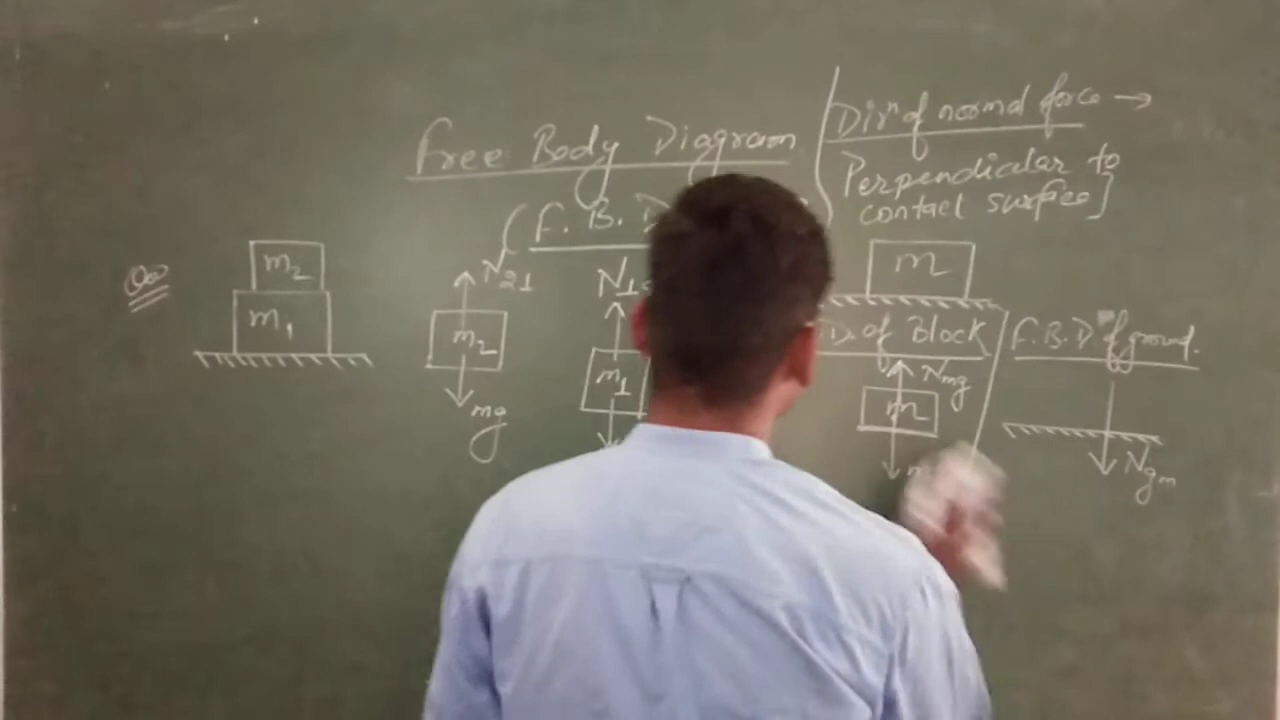 Free Body Diagram
(F. B. D
Dirⁿ of normal force →
Perpendicular to
contact surface]
m₂
m₁
N₂₁
m₂
mg
N₁
m₁
m
D. of Block
Nmg
m
F.B.D. of ground.
Ngm